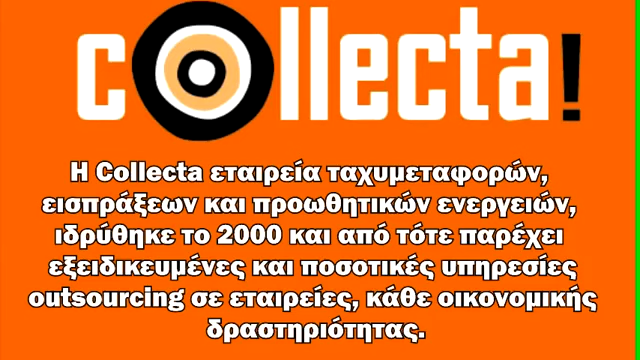 collecta!
Η Collecta εταιρεία ταχυμεταφορών,
εισπράξεων και προωθητικών ενεργειών,
ιδρύθηκε το 2000 και από τότε παρέχει
εξειδικευμένες και ποσοτικές υπηρεσίες
outsourcing σε εταιρείες, κάθε οικονομικής
δραστηριότητας.